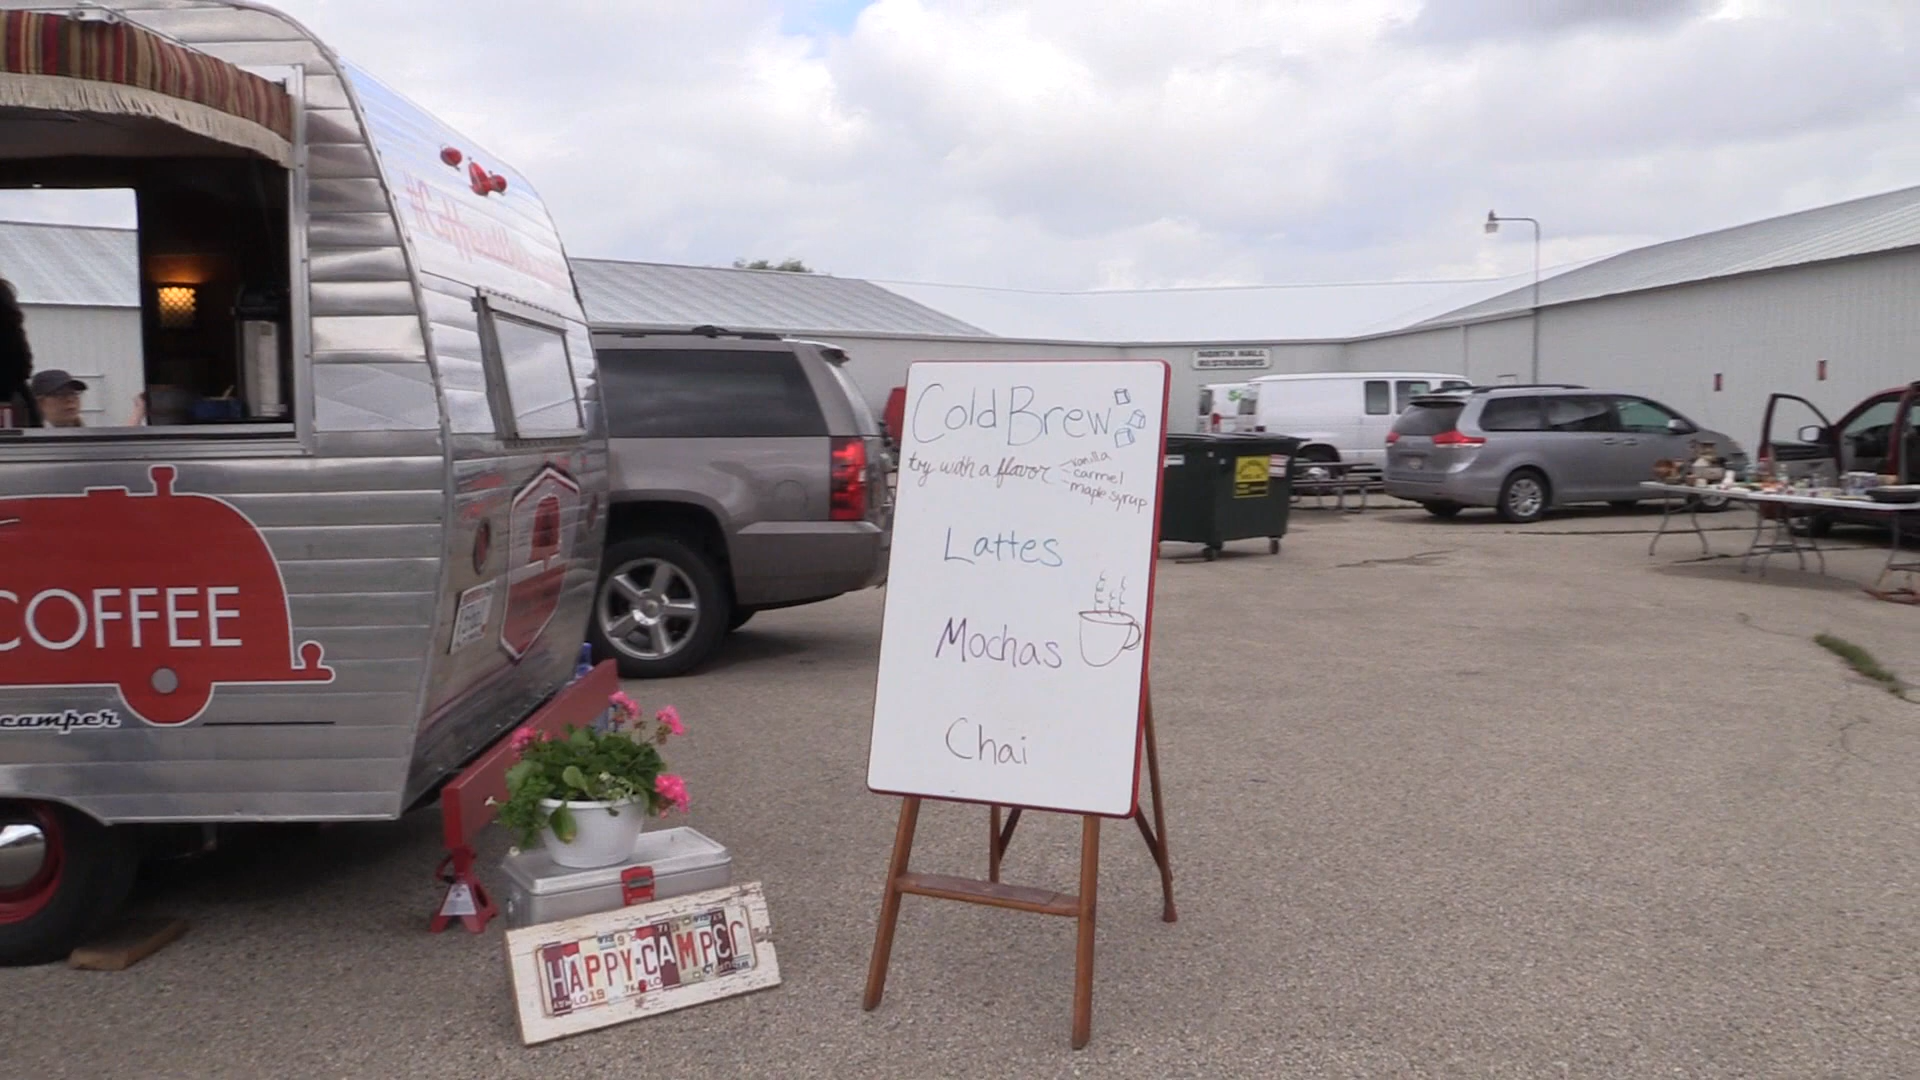 COFFEE
camper
Cold Brew
try with a flavor
vanilla
carmel
maple syrup
Lattes
Mochas
Chai
HAPPY·CAMPER
NORTH HALL
RESTROOMS